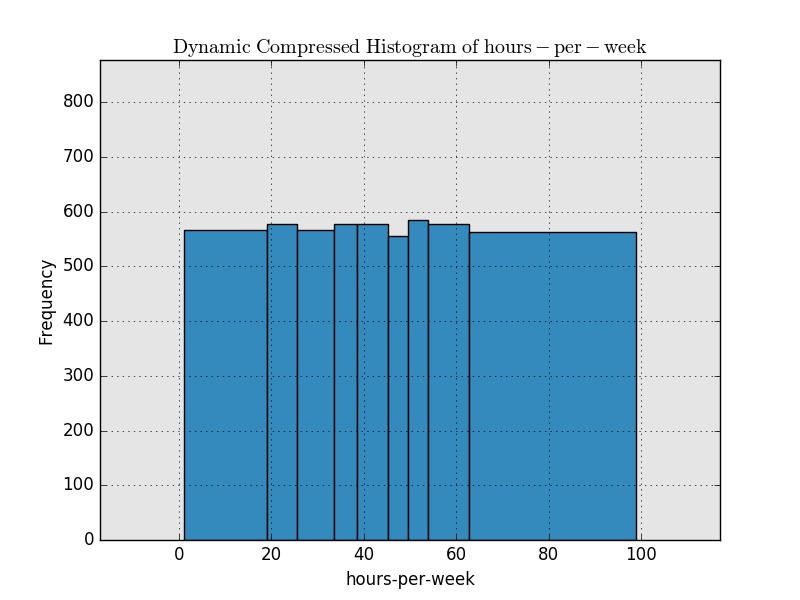 Dynamic Compressed Histogram of hours − per − week
800
700
600
500
400
300
200
100
0
Frequency
0 20 40 60 80 100
hours-per-week